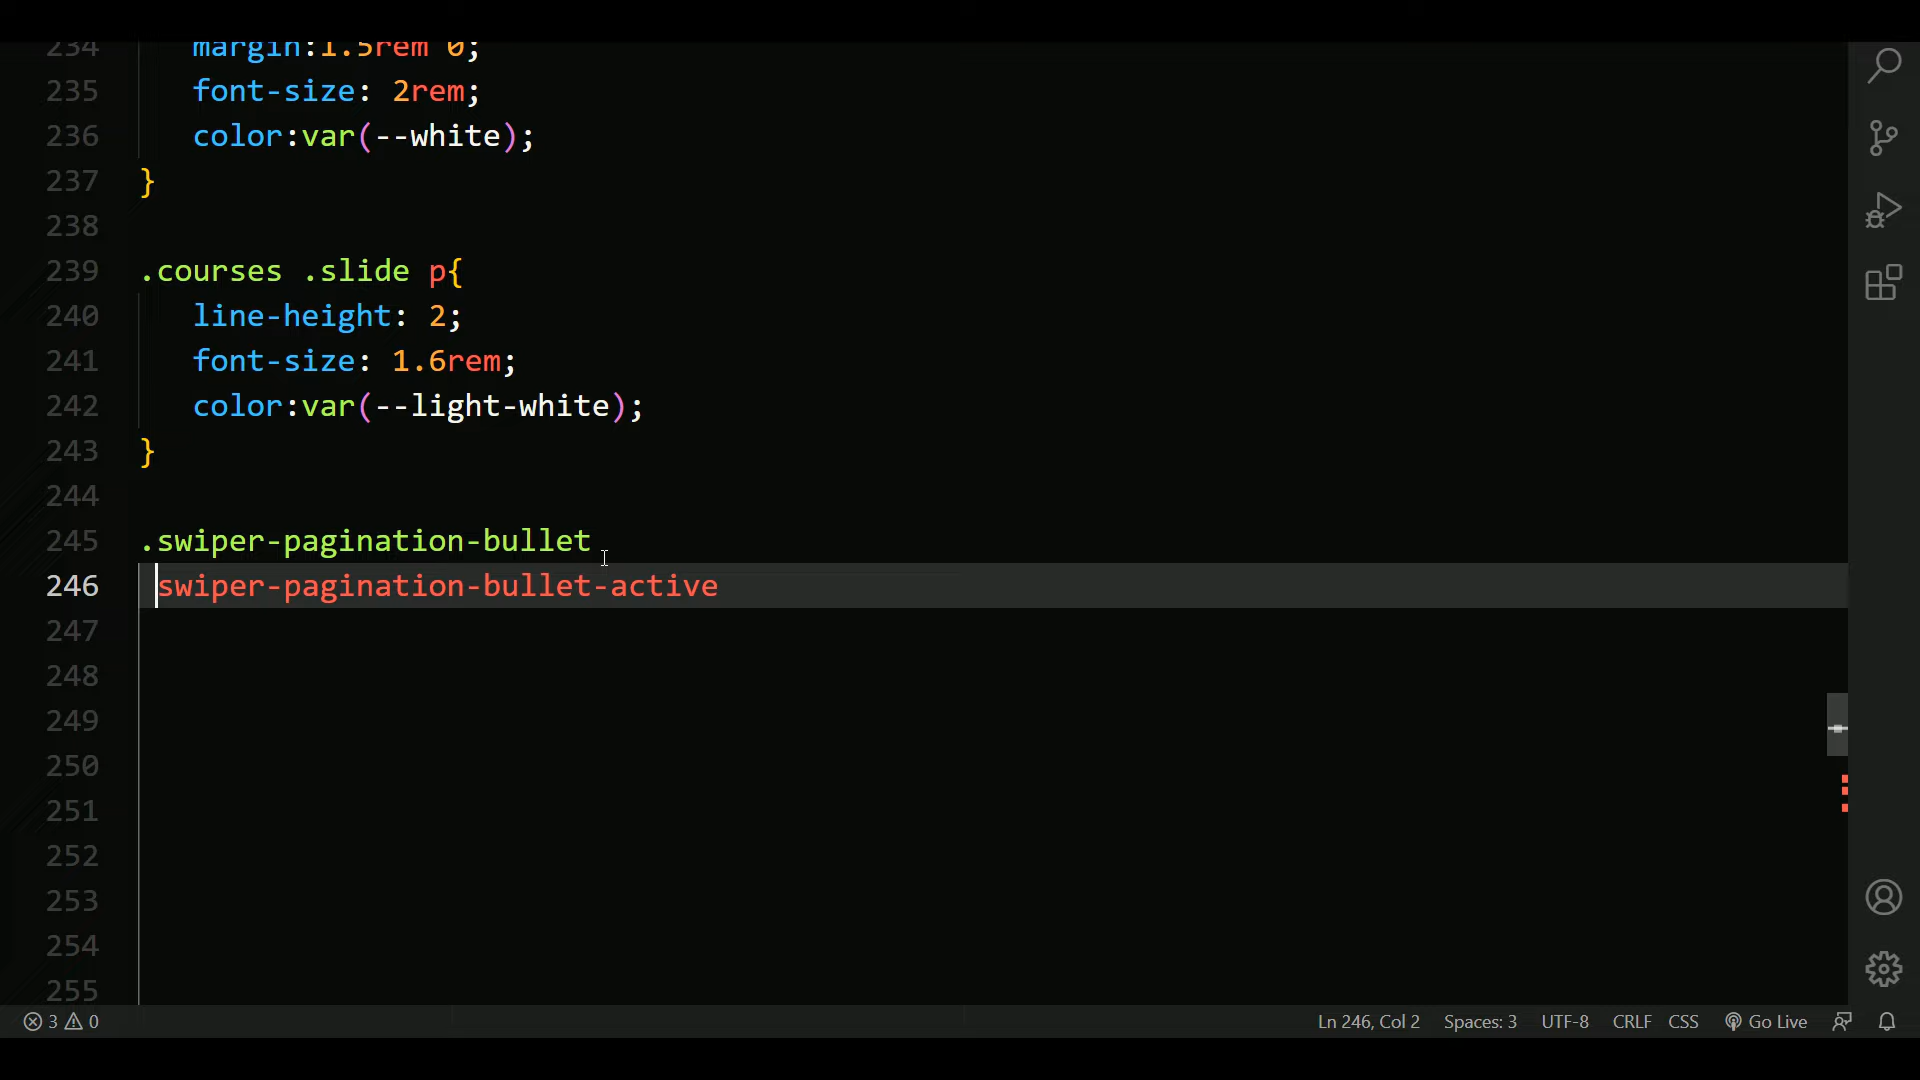 234 margin:1.5rem 0;
235 font-size: 2rem;
236 color:var(--white);
237 }
238
239 .courses .slide p{
240 line-height: 2;
241 font-size: 1.6rem;
242 color:var(--light-white);
243 }
244
245 .swiper-pagination-bullet
246 swiper-pagination-bullet-active
247
248
249
250
251
252
253
254
255
3 0 Ln 246, Col 2 Spaces: 3 UTF-8 CRLF CSS Go Live